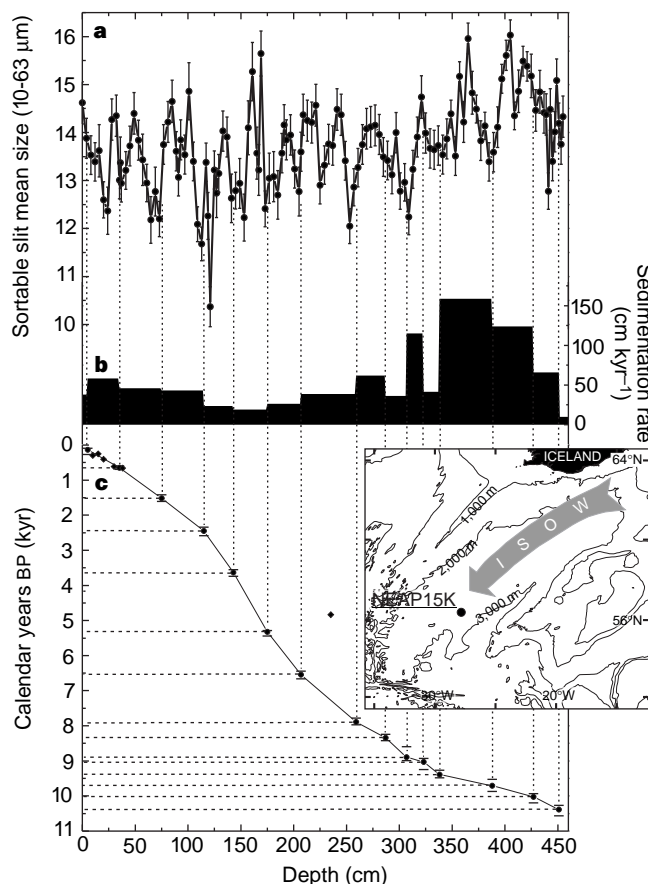 a
Sortable slit mean size (10-63 μm)
16
15
14
13
12
11
10
b
Sedimentation rate
(cm kyr⁻¹)
150
100
50
0
c
Calendar years BP (kyr)
0
1
2
3
4
5
6
7
8
9
10
11
ICELAND
64°N
1,000 m
I S O W
2,000 m
NEAP15K
3,000 m
56°N
20°W
0 50 100 150 200 250 300 350 400 450
Depth (cm)